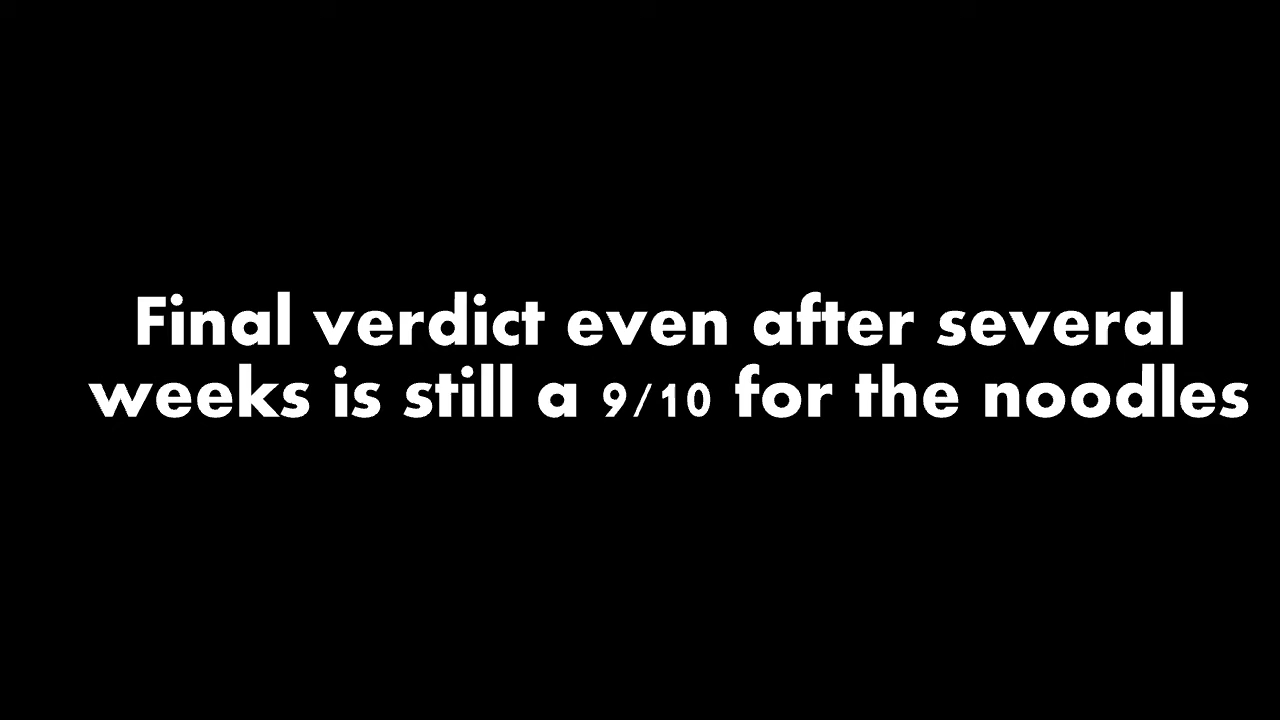 Final verdict even after several
weeks is still a 9/10 for the noodles